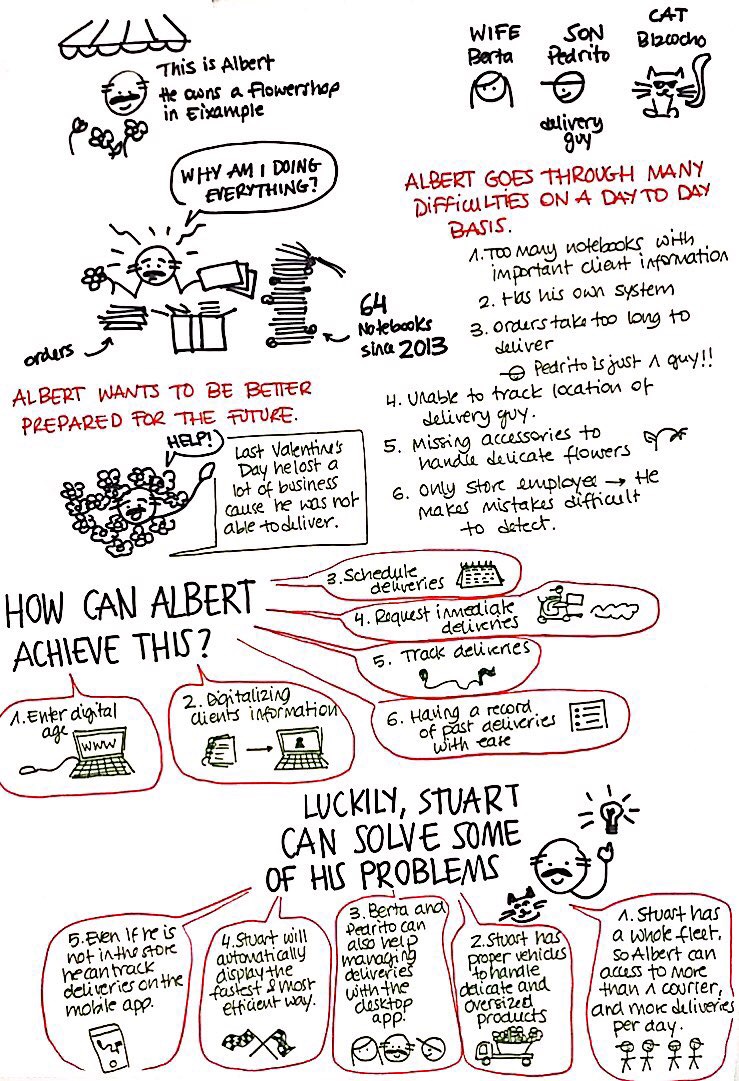 This is Albert
He owns a flowershop
in Eixample
WIFE
Berta
SON
Pedrito
delivery
guy
CAT
Bizcocho
WHY AM I DOING
EVERYTHING?
orders
64
Notebooks
since 2013
ALBERT GOES THROUGH MANY
DIFFICULTIES ON A DAY TO DAY
BASIS.
1. Too many notebooks with
important client information
2. Has his own system
3. Orders take too long to
deliver
Pedrito is just 1 guy!!
4. Unable to track location of
delivery guy.
5. Missing accessories to
handle delicate flowers
6. Only store employee → He
makes mistakes difficult
to detect.
ALBERT WANTS TO BE BETTER
PREPARED FOR THE FUTURE.
HELP!
Last Valentine's
Day he lost a
lot of business
cause he was not
able to deliver.
HOW CAN ALBERT
ACHIEVE THIS?
1. Enter digital
age
WWW
2. Digitalizing
clients information
3. Schedule
deliveries
4. Request inmediate
deliveries
5. Track deliveries
6. Having a record
of past deliveries
with ease
LUCKILY, STUART
CAN SOLVE SOME
OF HIS PROBLEMS
5. Even if he is
not in the store
he can track
deliveries on the
mobile app.
4. Stuart will
automatically
display the
fastest & most
efficient way.
3. Berta and
Pedrito can
also help
managing
deliveries
with the
desktop
app.
2. Stuart has
proper vehicles
to handle
delicate and
oversized
products
1. Stuart has
a whole fleet,
so Albert can
access to more
than 1 courrer,
and more deliveries
per day.